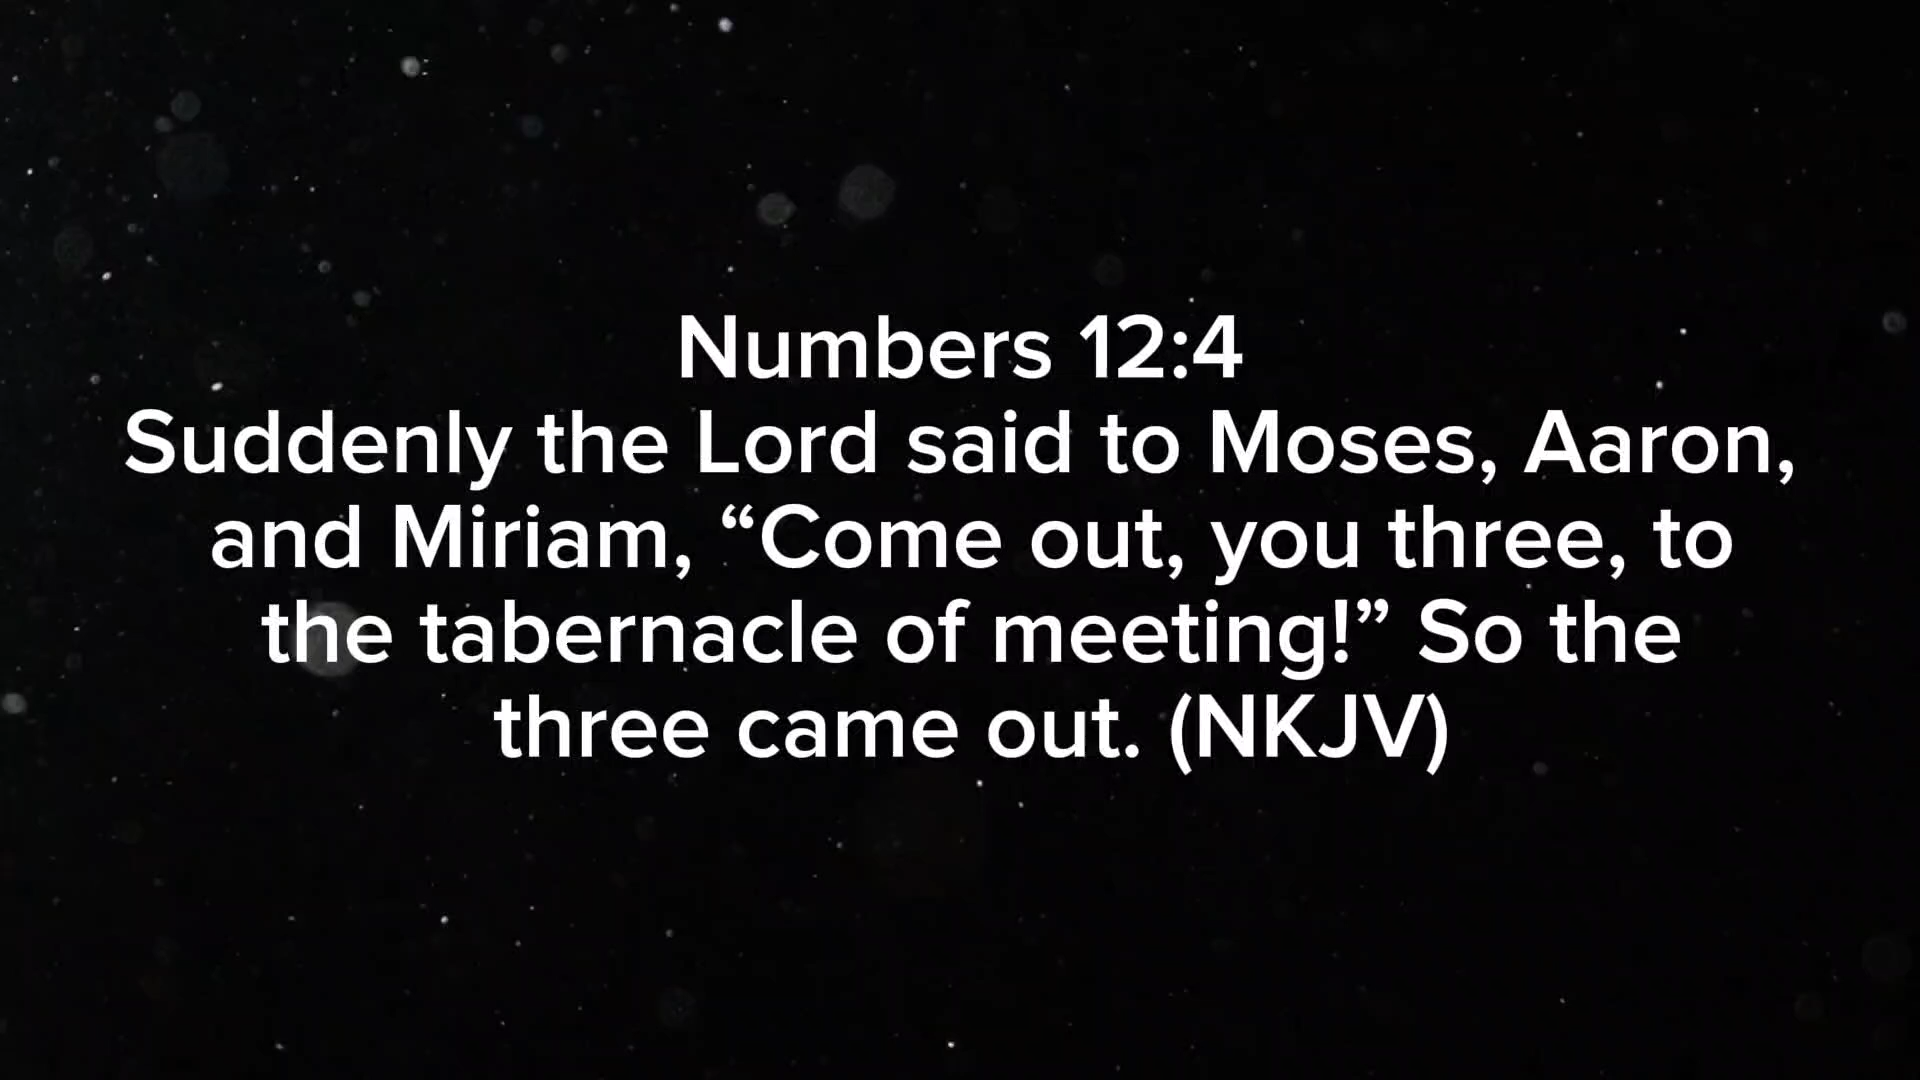 Numbers 12:4
Suddenly the Lord said to Moses, Aaron,
and Miriam, “Come out, you three, to
the tabernacle of meeting!” So the
three came out. (NKJV)